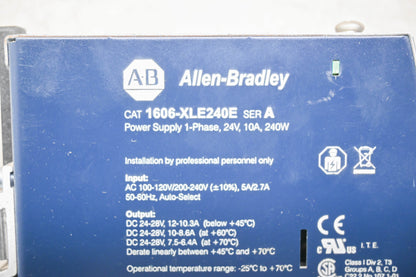 AB Allen-Bradley
CAT 1606-XLE240E SER A
Power Supply 1-Phase, 24V, 10A, 240W
Installation by professional personnel only
Input:
AC 100-120V/200-240V (±10%), 5A/2.7A
50-60Hz, Auto-Select
Output:
DC 24-28V, 12-10.3A (below +45°C)
DC 24-28V, 10-8.6A (at +60°C)
DC 24-28V, 7.5-6.4A (at +70°C)
Derate linearly between +45°C and +70°C
Operational temperature range: -25°C to +70°C
I.T.E.
C US
Class I Div 2, T3
Groups A, B, C, D
I.T.E.